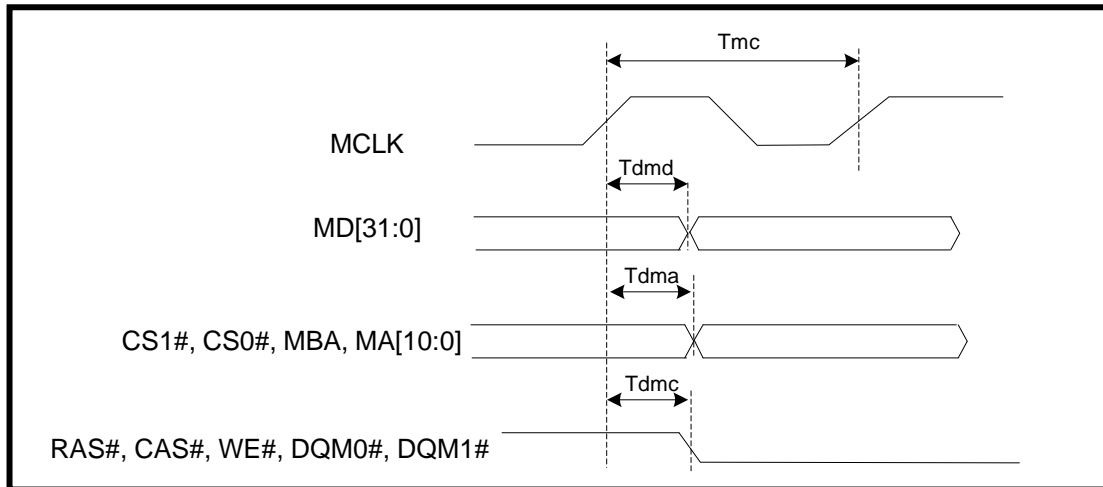 Tmc
MCLK
Tdmd
MD[31:0]
Tdma
CS1#, CS0#, MBA, MA[10:0]
Tdmc
RAS#, CAS#, WE#, DQM0#, DQM1#